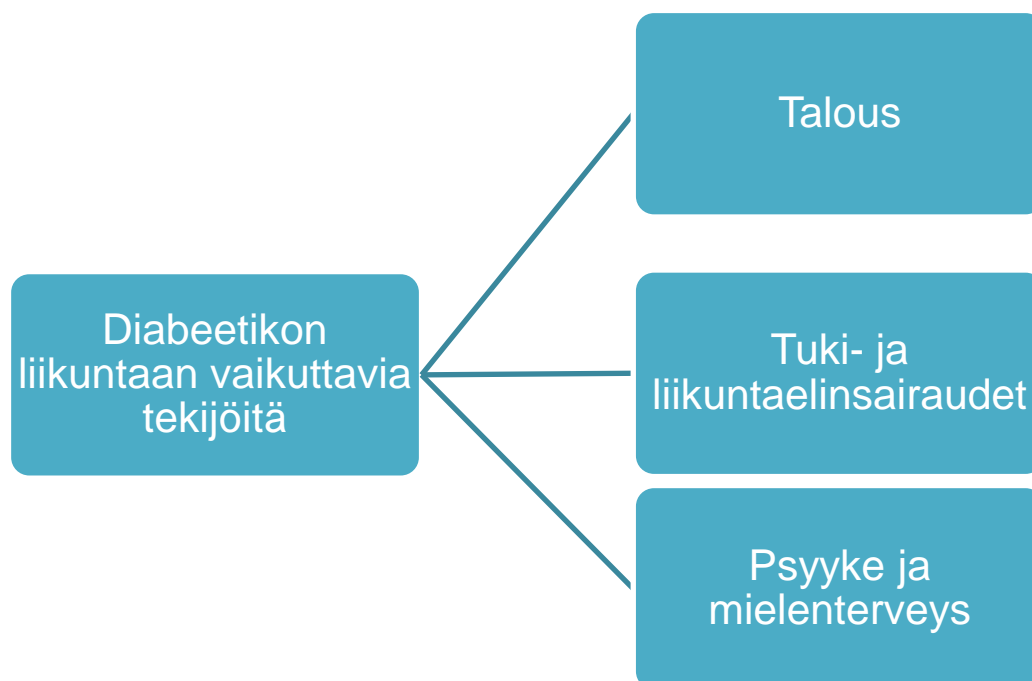 Talous
Diabeetikon
liikuntaan vaikuttavia
tekijöitä
Tuki- ja
liikuntaelinsairaudet
Psyyke ja
mielenterveys